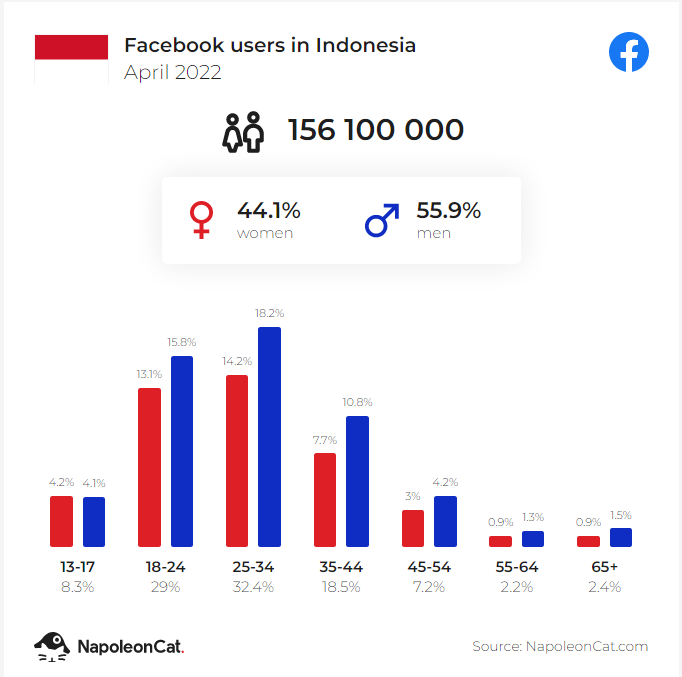 Facebook users in Indonesia
April 2022
156 100 000
44.1%
women
55.9%
men
4.2% 4.1%
13.1% 15.8%
14.2% 18.2%
7.7% 10.8%
3% 4.2%
0.9% 1.3%
0.9% 1.5%
13-17 18-24 25-34 35-44 45-54 55-64 65+
8.3% 29% 32.4% 18.5% 7.2% 2.2% 2.4%
NapoleonCat.
Source: NapoleonCat.com